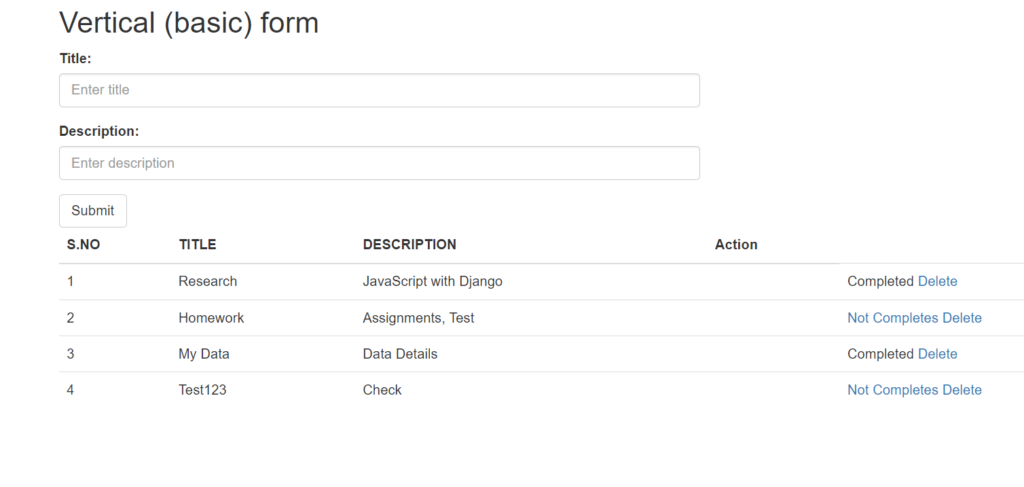 Vertical (basic) form
Title:
Enter title
Description:
Enter description
Submit
S.NO TITLE DESCRIPTION Action
1 Research JavaScript with Django Completed Delete
2 Homework Assignments, Test Not Completes Delete
3 My Data Data Details Completed Delete
4 Test123 Check Not Completes Delete